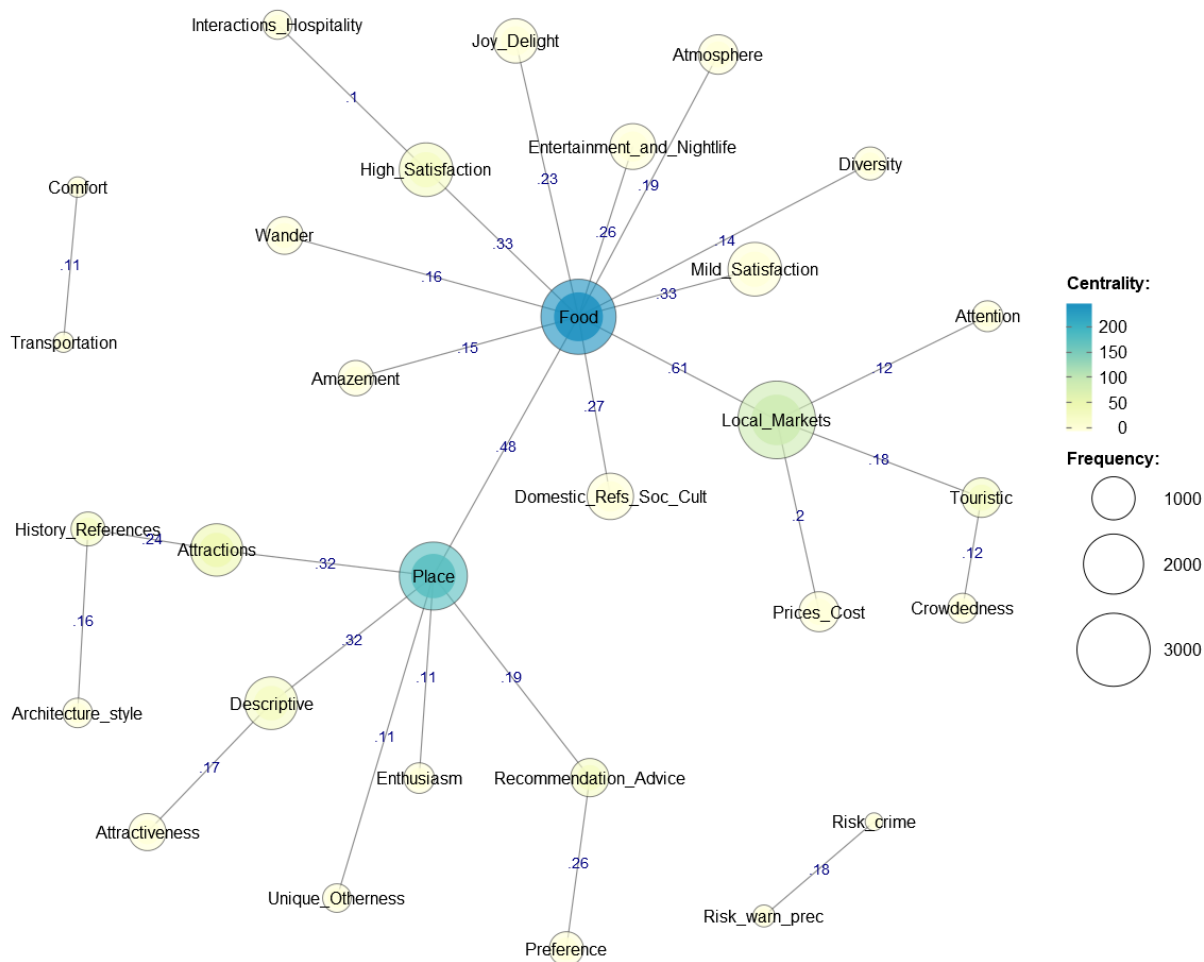 Interactions_Hospitality
Joy_Delight
Atmosphere
.1
Entertainment_and_Nightlife
High_Satisfaction
Diversity
Comfort
.23
.19
Wander
.26
.33
.14
.11
.16
Mild_Satisfaction
.33
Food
Attention
Transportation
.15
Amazement
.61
.12
.27
Local_Markets
.48
.18
Domestic_Refs_Soc_Cult
Touristic
.2
History_References
.24
Attractions
.32
Place
.12
Prices_Cost
Crowdedness
.16
.32
.11
.19
Architecture_style
Descriptive
.11
.17
Enthusiasm
Recommendation_Advice
Attractiveness
Risk_crime
.26
.18
Unique_Otherness
Risk_warn_prec
Preference
Centrality:
200
150
100
50
0
Frequency:
1000
2000
3000